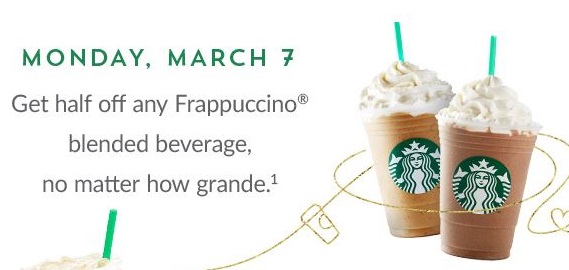 MONDAY, MARCH 7
Get half off any Frappuccino®
blended beverage,
no matter how grande.¹